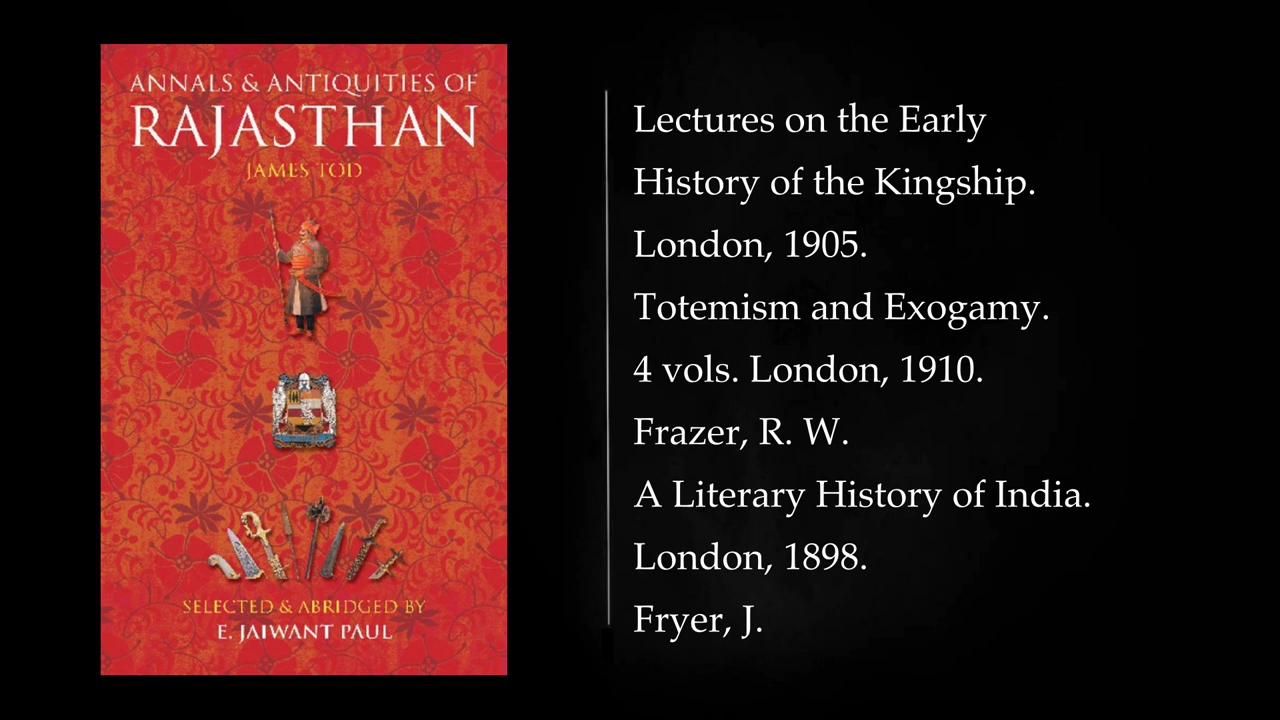 ANNALS & ANTIQUITIES OF
RAJASTHAN
JAMES TOD
SELECTED & ABRIDGED BY
E. JAIWANT PAUL
Lectures on the Early
History of the Kingship.
London, 1905.
Totemism and Exogamy.
4 vols. London, 1910.
Frazer, R. W.
A Literary History of India.
London, 1898.
Fryer, J.